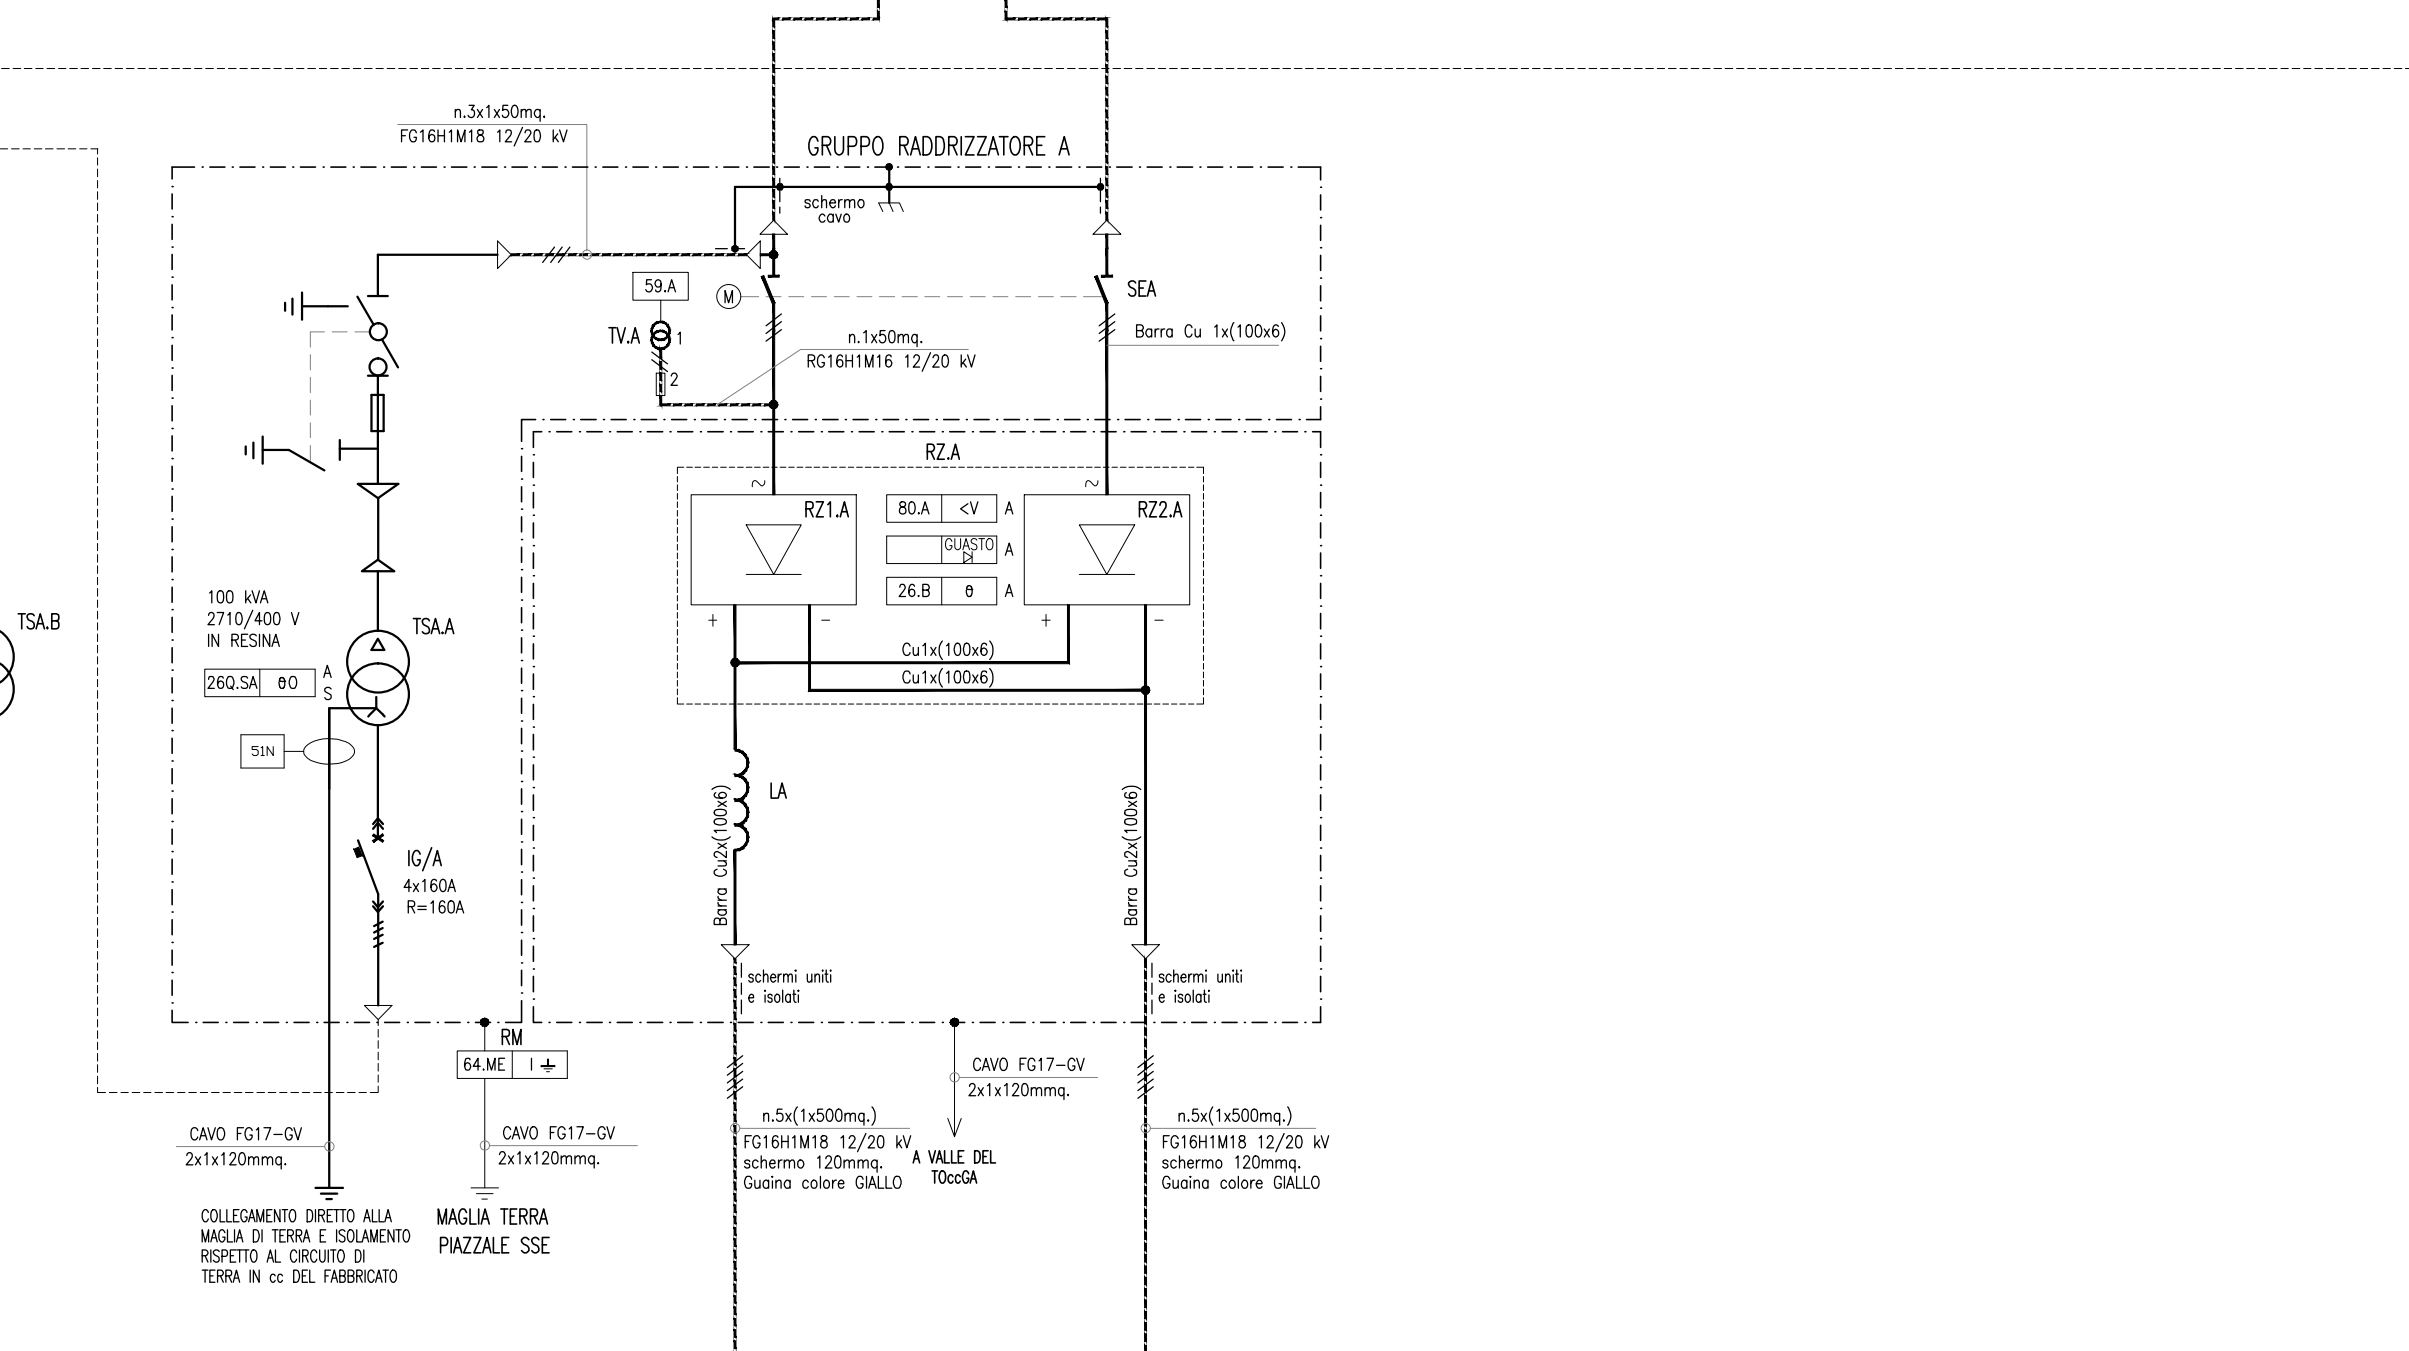 n.3x1x50mq.
FG16H1M18 12/20 kV
GRUPPO RADDRIZZATORE A
schermo
cavo
59.A
M
SEA
TV.A
1
2
n.1x50mq.
RG16H1M16 12/20 kV
Barra Cu 1x(100x6)
RZ.A
~
~
RZ1.A
80.A
<V
A
RZ2.A
GUASTO
A
26.B
θ
A
+
−
+
−
Cu1x(100x6)
Cu1x(100x6)
100 kVA
2710/400 V
IN RESINA
TSA.B
TSA.A
26Q.SA
θO
A
S
51N
LA
Barra Cu2x(100x6)
Barra Cu2x(100x6)
IG/A
4x160A
R=160A
schermi uniti
e isolati
schermi uniti
e isolati
RM
64.ME
I
CAVO FG17-GV
2x1x120mmq.
n.5x(1x500mq.)
FG16H1M18 12/20 kV
schermo 120mmq.
Guaina colore GIALLO
n.5x(1x500mq.)
FG16H1M18 12/20 kV
schermo 120mmq.
Guaina colore GIALLO
A VALLE DEL
TOccGA
CAVO FG17-GV
2x1x120mmq.
CAVO FG17-GV
2x1x120mmq.
COLLEGAMENTO DIRETTO ALLA
MAGLIA DI TERRA E ISOLAMENTO
RISPETTO AL CIRCUITO DI
TERRA IN cc DEL FABBRICATO
MAGLIA TERRA
PIAZZALE SSE